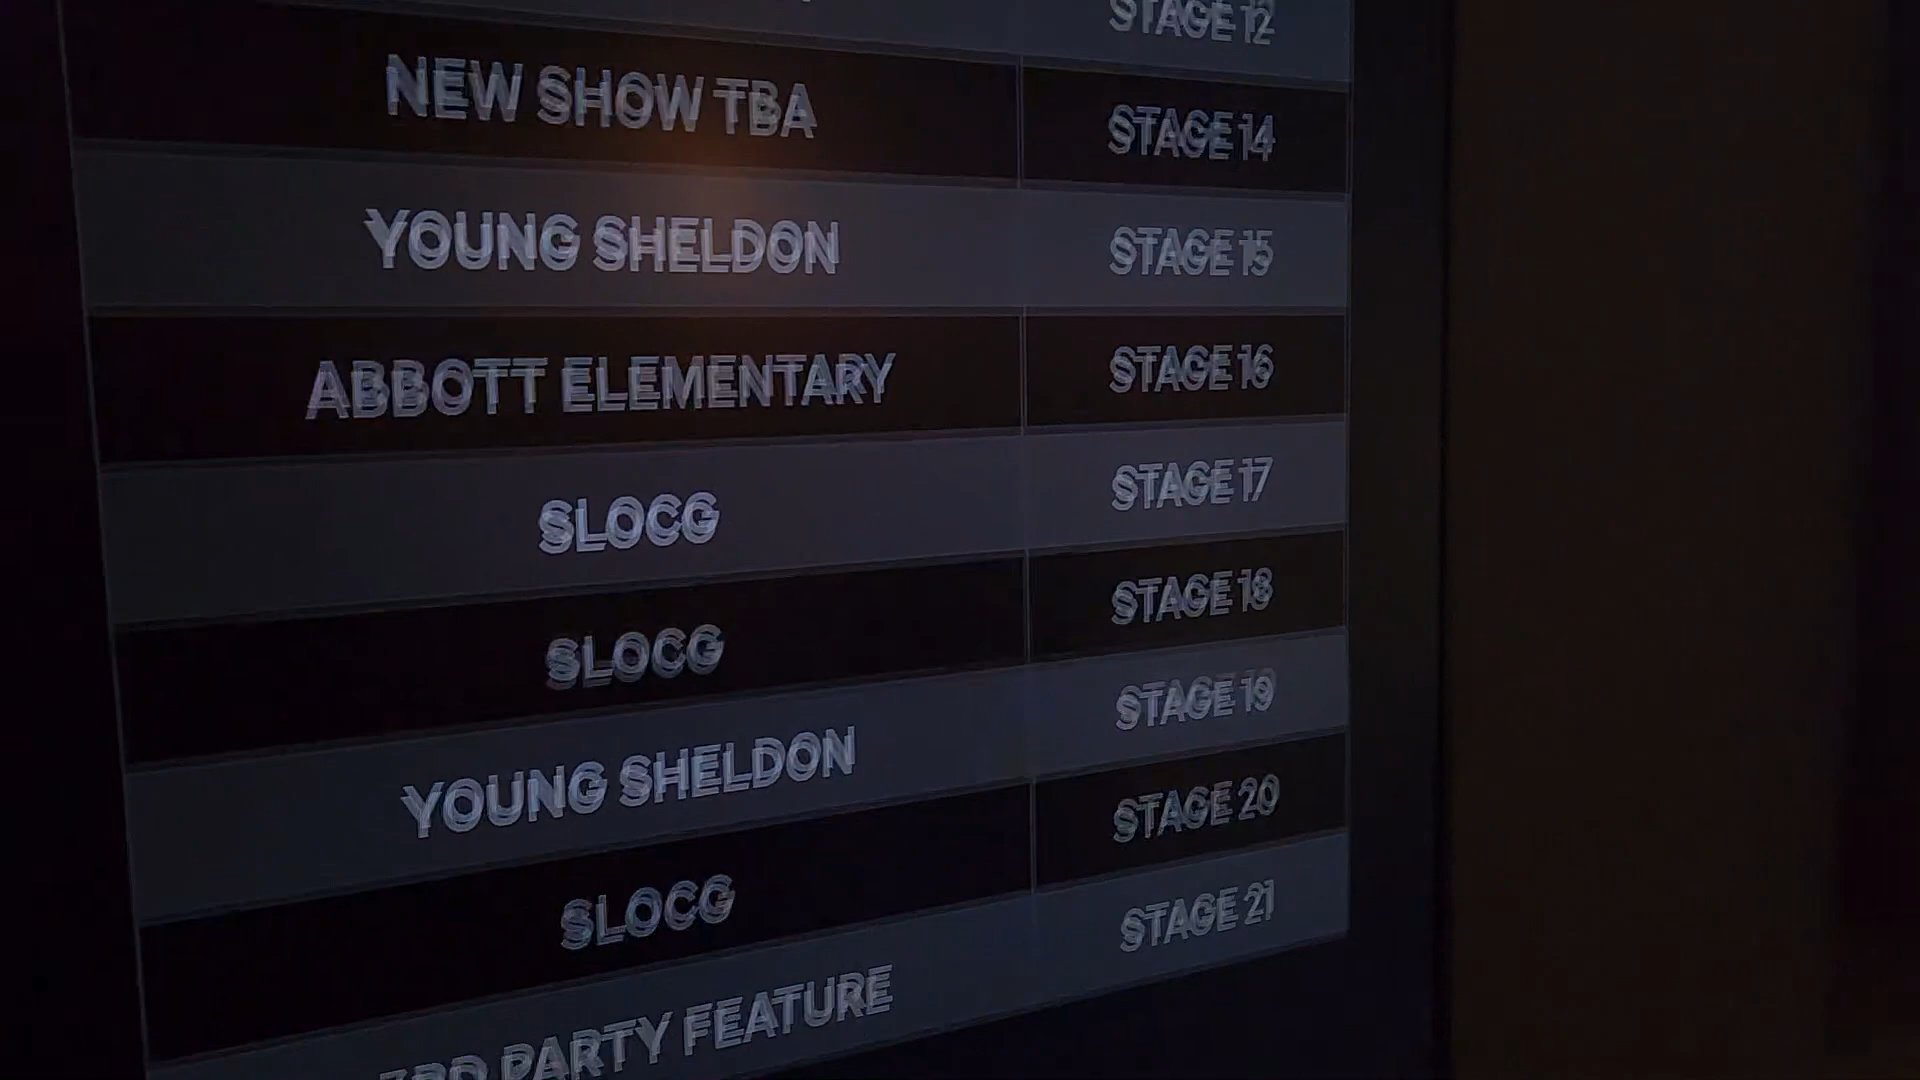 STAGE 12
NEW SHOW TBA STAGE 14
YOUNG SHELDON STAGE 15
ABBOTT ELEMENTARY STAGE 16
SLOCG STAGE 17
SLOCG STAGE 18
YOUNG SHELDON STAGE 19
SLOCG STAGE 20
3RD PARTY FEATURE STAGE 21